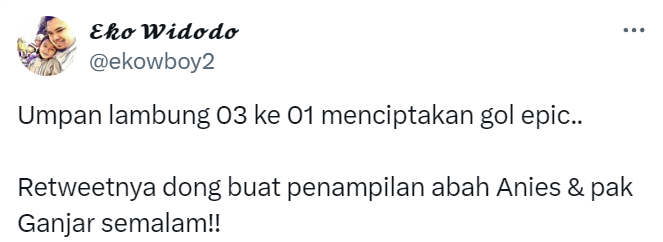 Eko Widodo
@ekowboy2
Umpan lambung 03 ke 01 menciptakan gol epic..
Retweetnya dong buat penampilan abah Anies & pak
Ganjar semalam!!